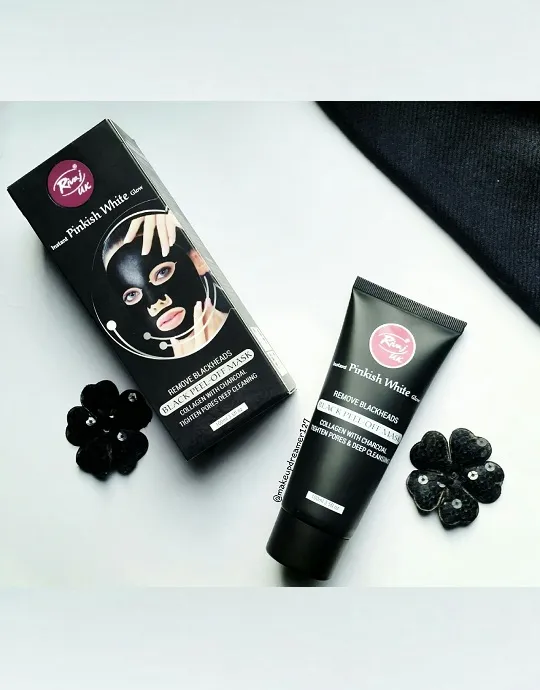 Rivaj
UK
Instant Pinkish White Glow
REMOVE BLACKHEADS
BLACK PEEL-OFF MASK
COLLAGEN WITH CHARCOAL
TIGHTEN PORES DEEP CLEANING
Rivaj
UK
Instant Pinkish White Glow
REMOVE BLACKHEADS
BLACK PEEL-OFF MASK
COLLAGEN WITH CHARCOAL
TIGHTEN PORES & DEEP CLEANSING
@makeupdreamer127